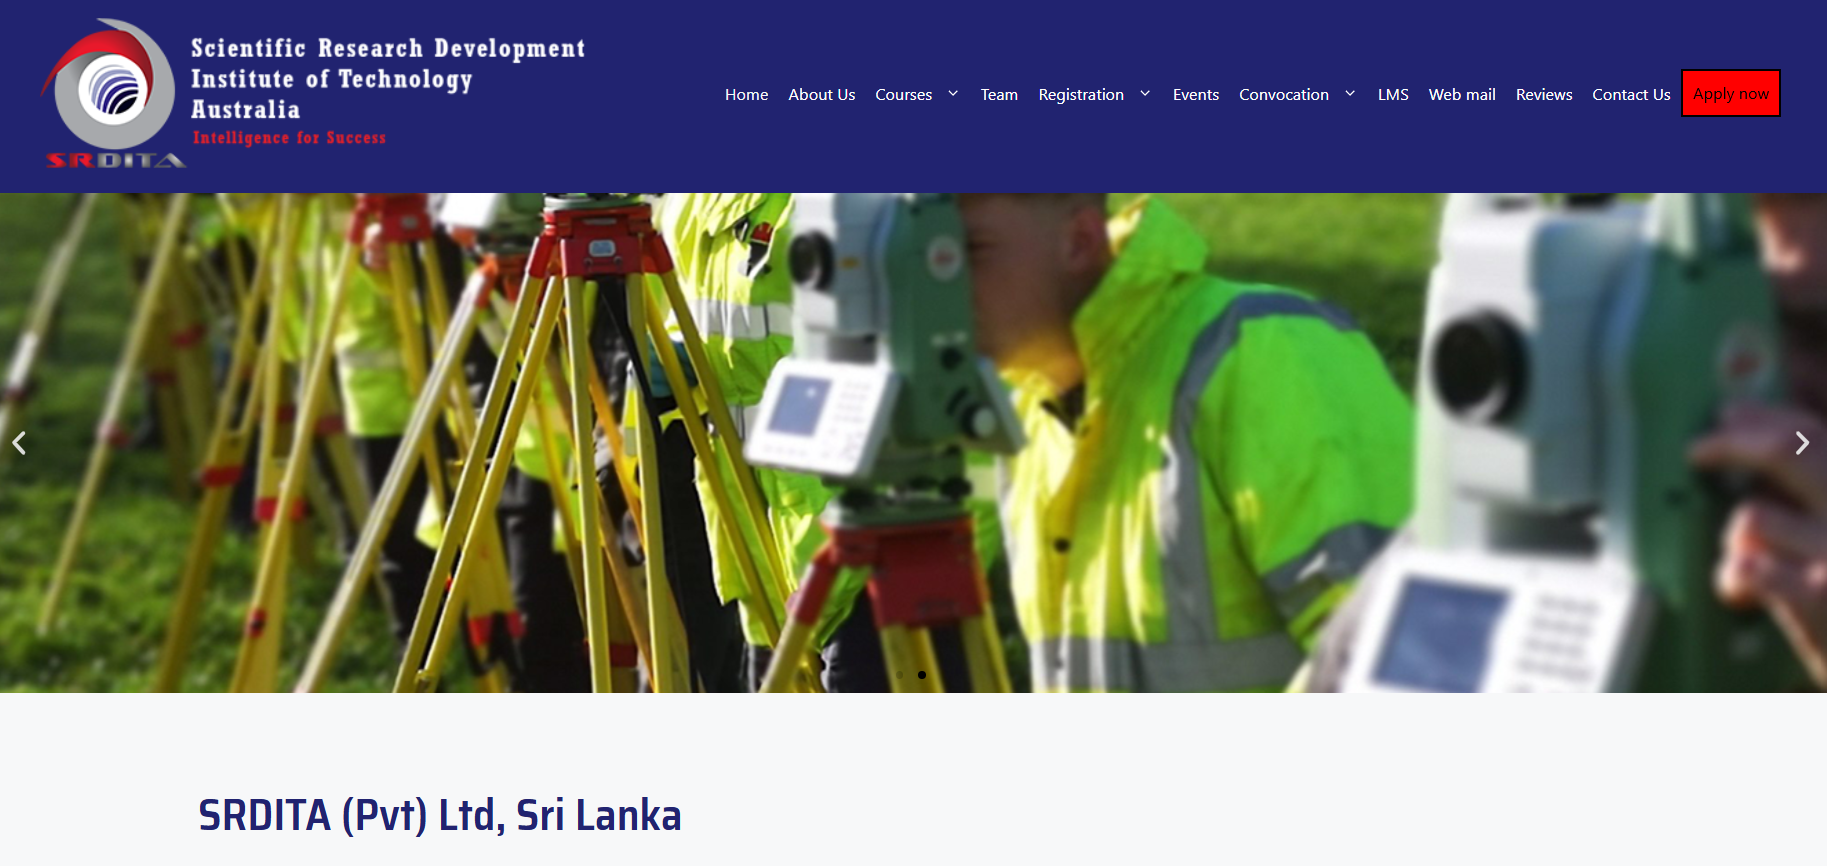 Scientific Research Development
Institute of Technology
Australia
Intelligence for Success
SRDITA
Home About Us Courses Team Registration Events Convocation LMS Web mail Reviews Contact Us Apply now
SRDITA (Pvt) Ltd, Sri Lanka